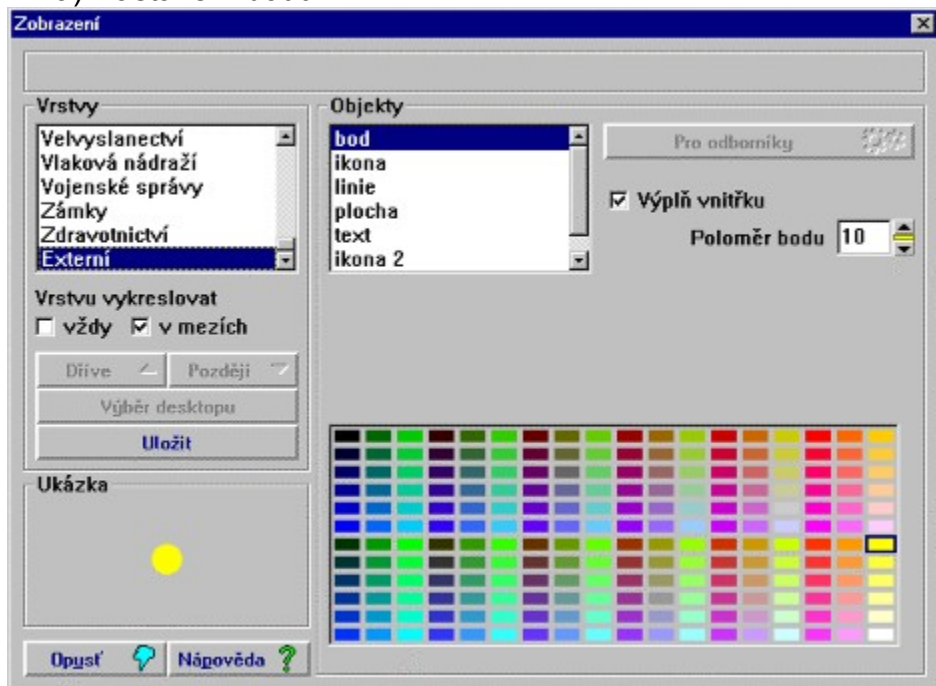 Zobrazení
Vrstvy
Velvyslanectví
Vlaková nádraží
Vojenské správy
Zámky
Zdravotnictví
Externí
Vrstvu vykreslovat
vždy v mezích
Dříve Později
Výběr desktopu
Uložit
Ukázka
Opusť Nápověda ?
Objekty
bod
ikona
linie
plocha
text
ikona 2
Pro odborníky
Výplň vnitřku
Poloměr bodu 10